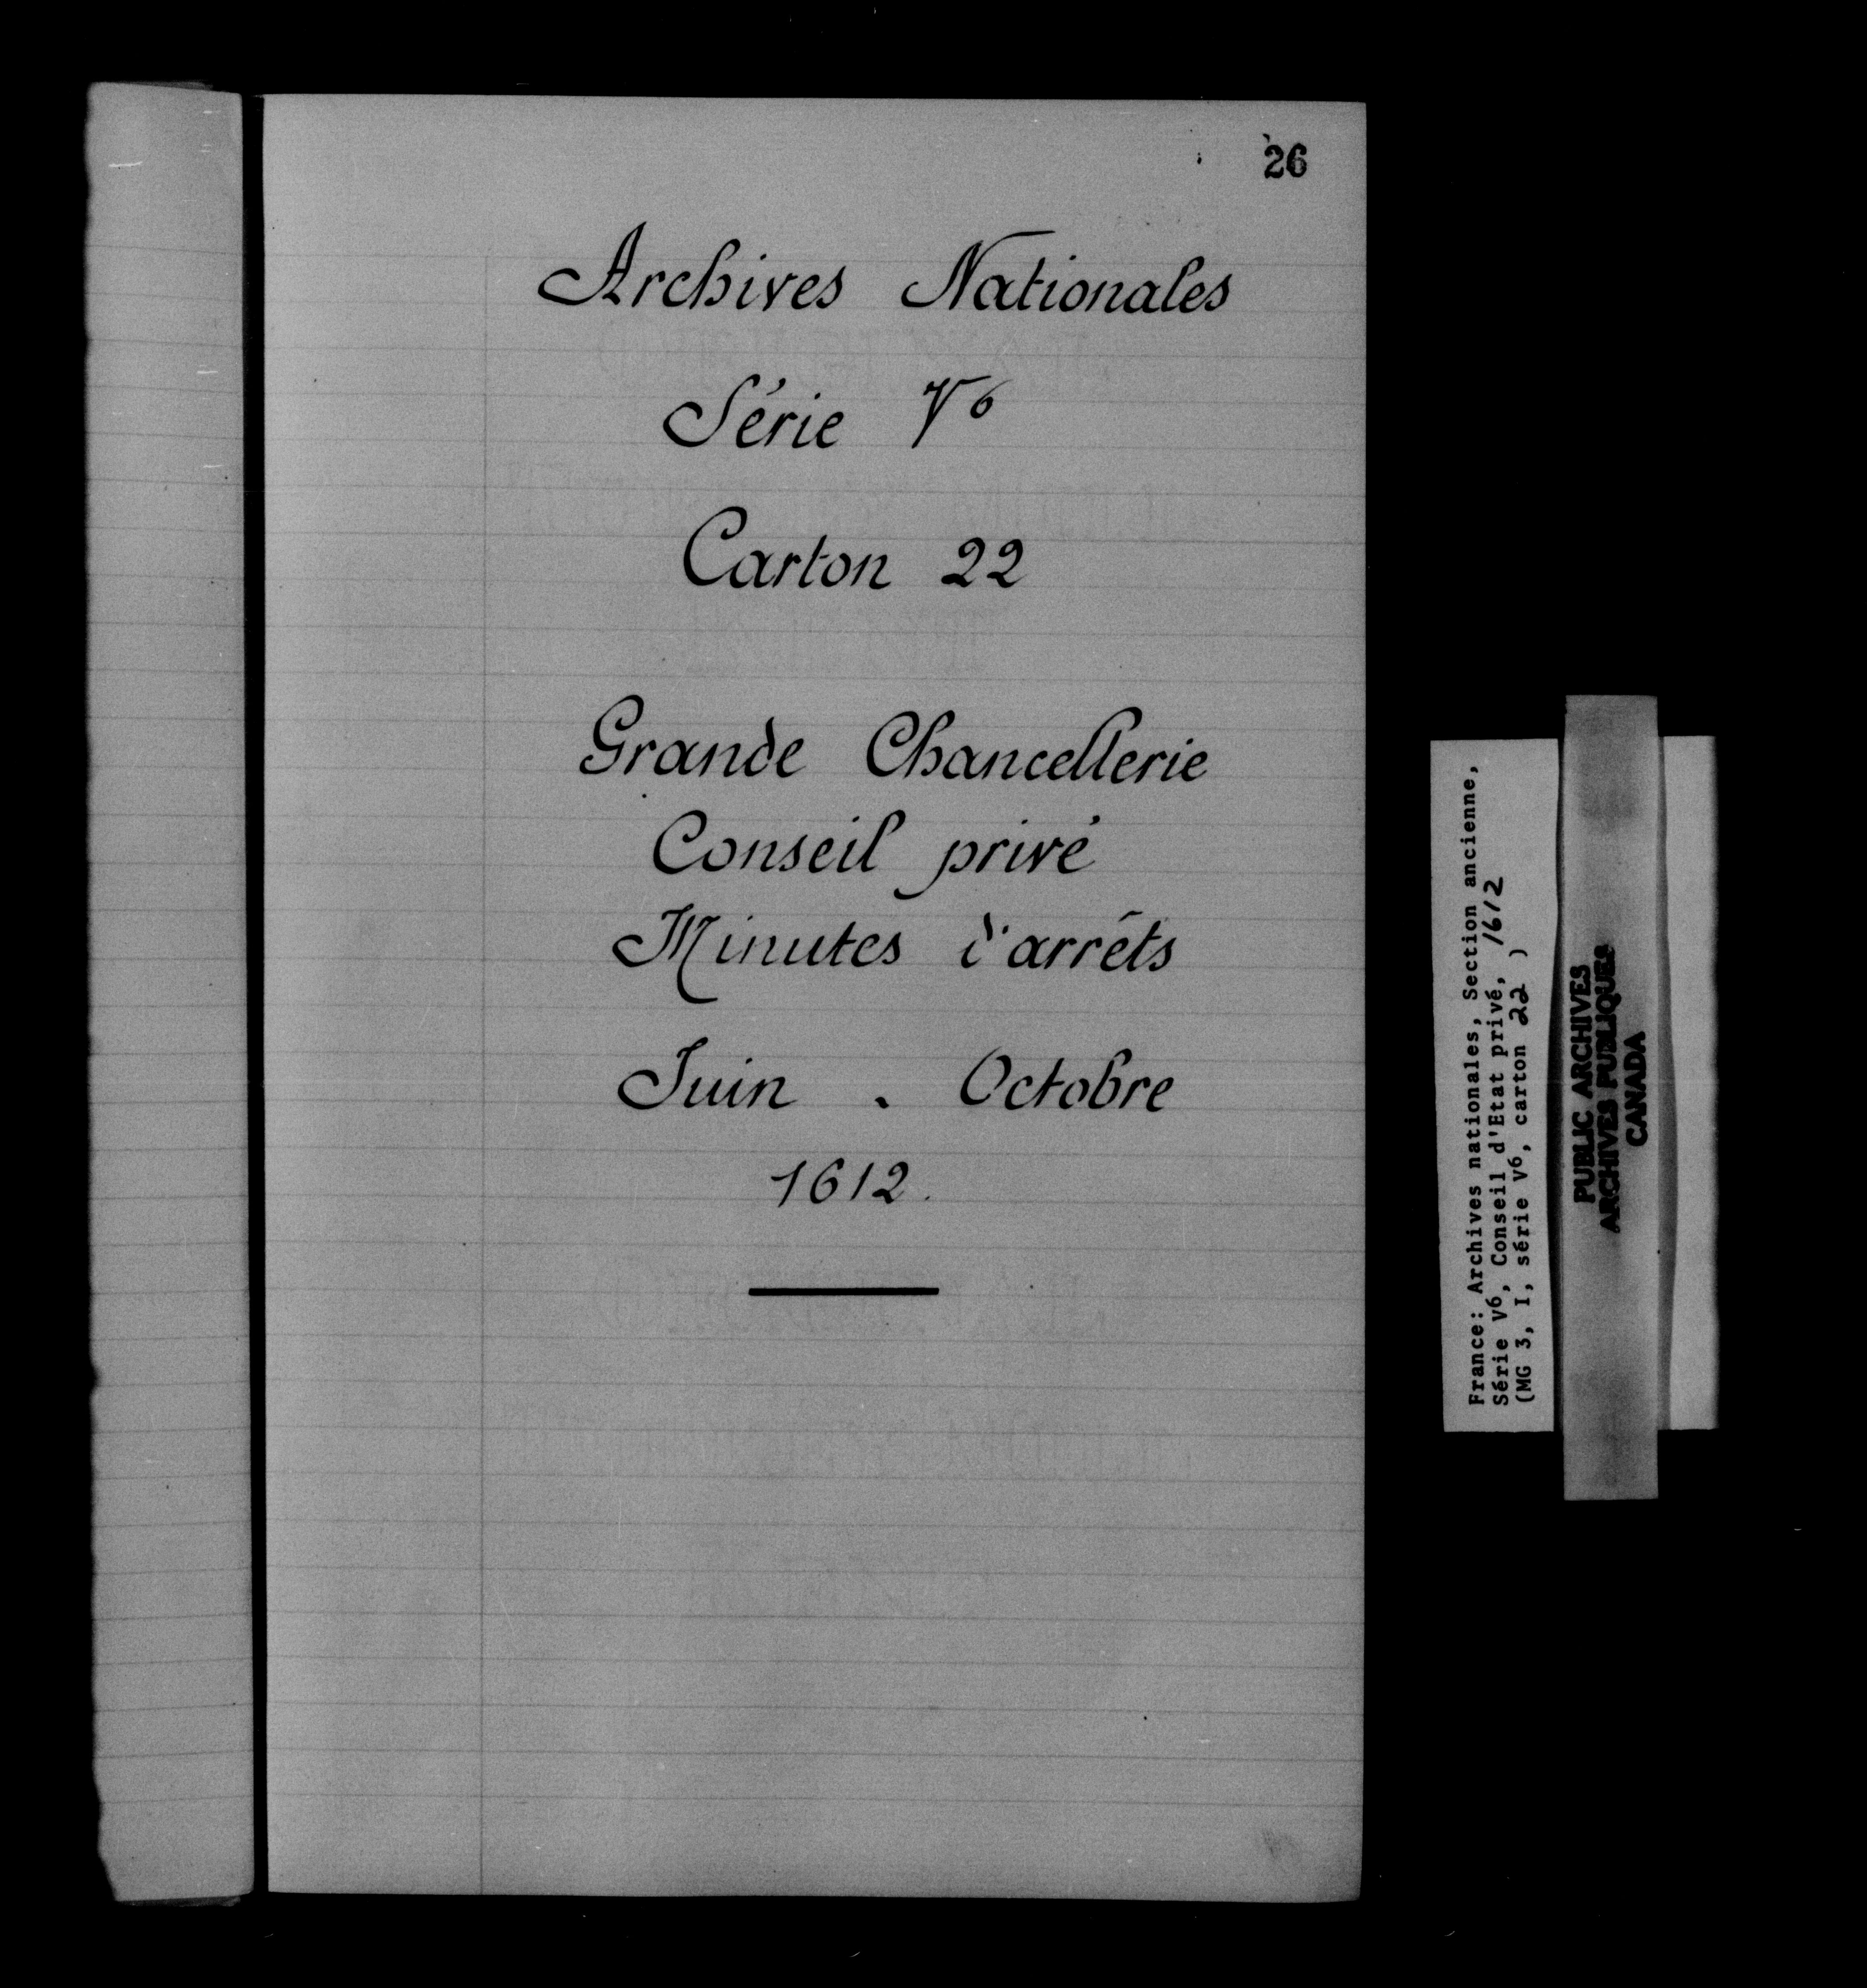 26
Archives Nationales
Série V6
Carton 22
Grande Chancellerie
Conseil privé
Minutes d'arrêts
Juin - Octobre
1612.
France: Archives nationales, Section ancienne,
Série V6, Conseil d'Etat privé, 1612
(MG 3, I, série V6, carton 22 )
PUBLIC ARCHIVES
ARCHIVES PUBLIQUES
CANADA